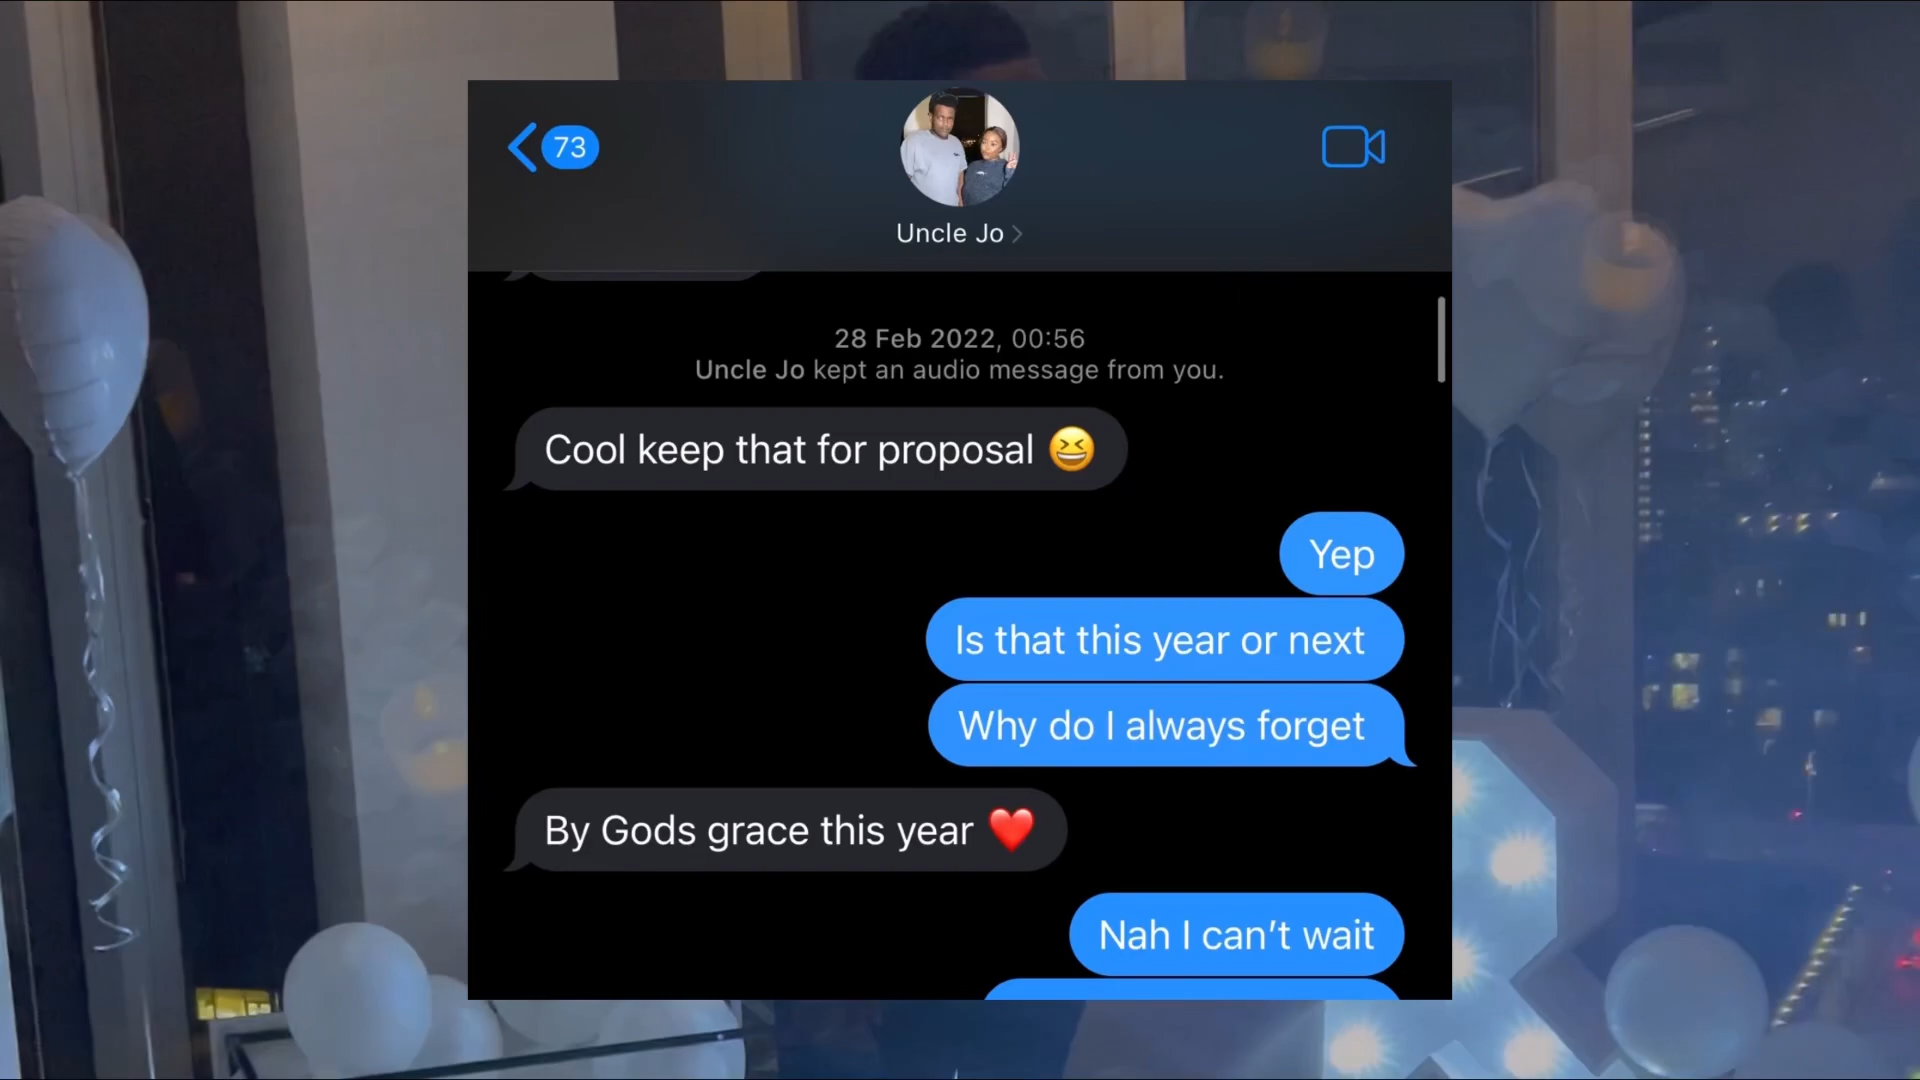 73
Uncle Jo
28 Feb 2022, 00:56
Uncle Jo kept an audio message from you.
Cool keep that for proposal 😆
Yep
Is that this year or next
Why do I always forget
By Gods grace this year ❤️
Nah I can't wait